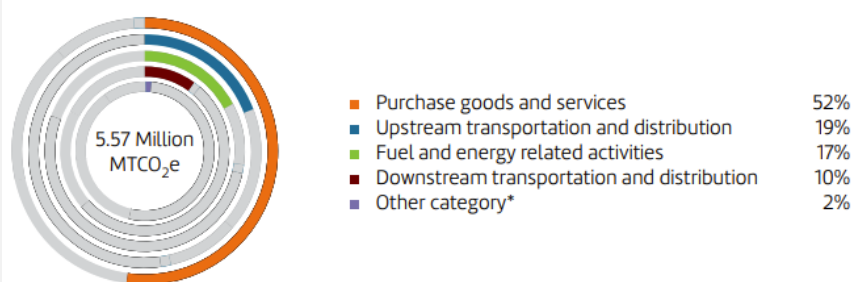 5.57 Million
MTCO2e
Purchase goods and services 52%
Upstream transportation and distribution 19%
Fuel and energy related activities 17%
Downstream transportation and distribution 10%
Other category* 2%